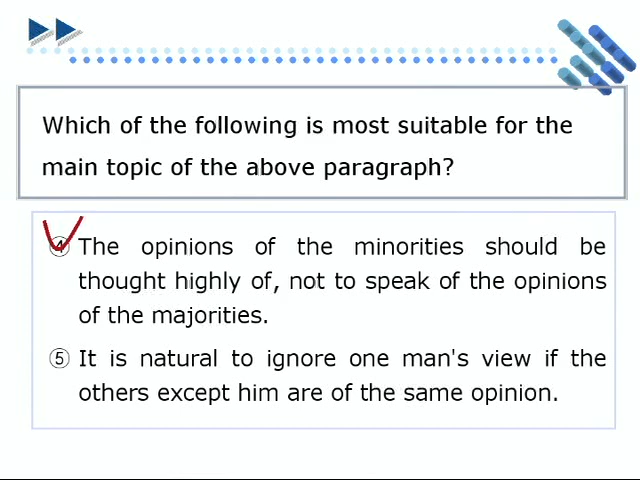 Which of the following is most suitable for the
main topic of the above paragraph?
④ The opinions of the minorities should be
thought highly of, not to speak of the opinions
of the majorities.
⑤ It is natural to ignore one man's view if the
others except him are of the same opinion.